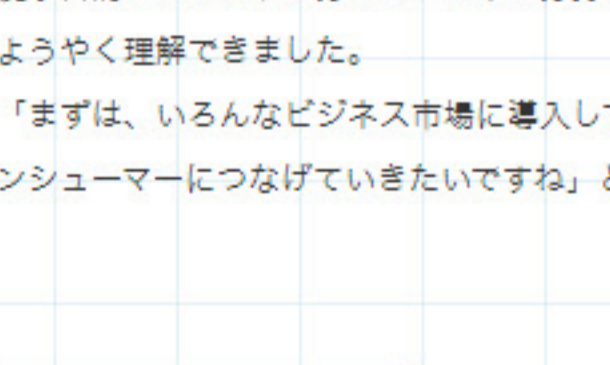 ようやく理解できました。
「まずは、いろんなビジネス市場に導入して
ンシューマーにつなげていきたいですね」と